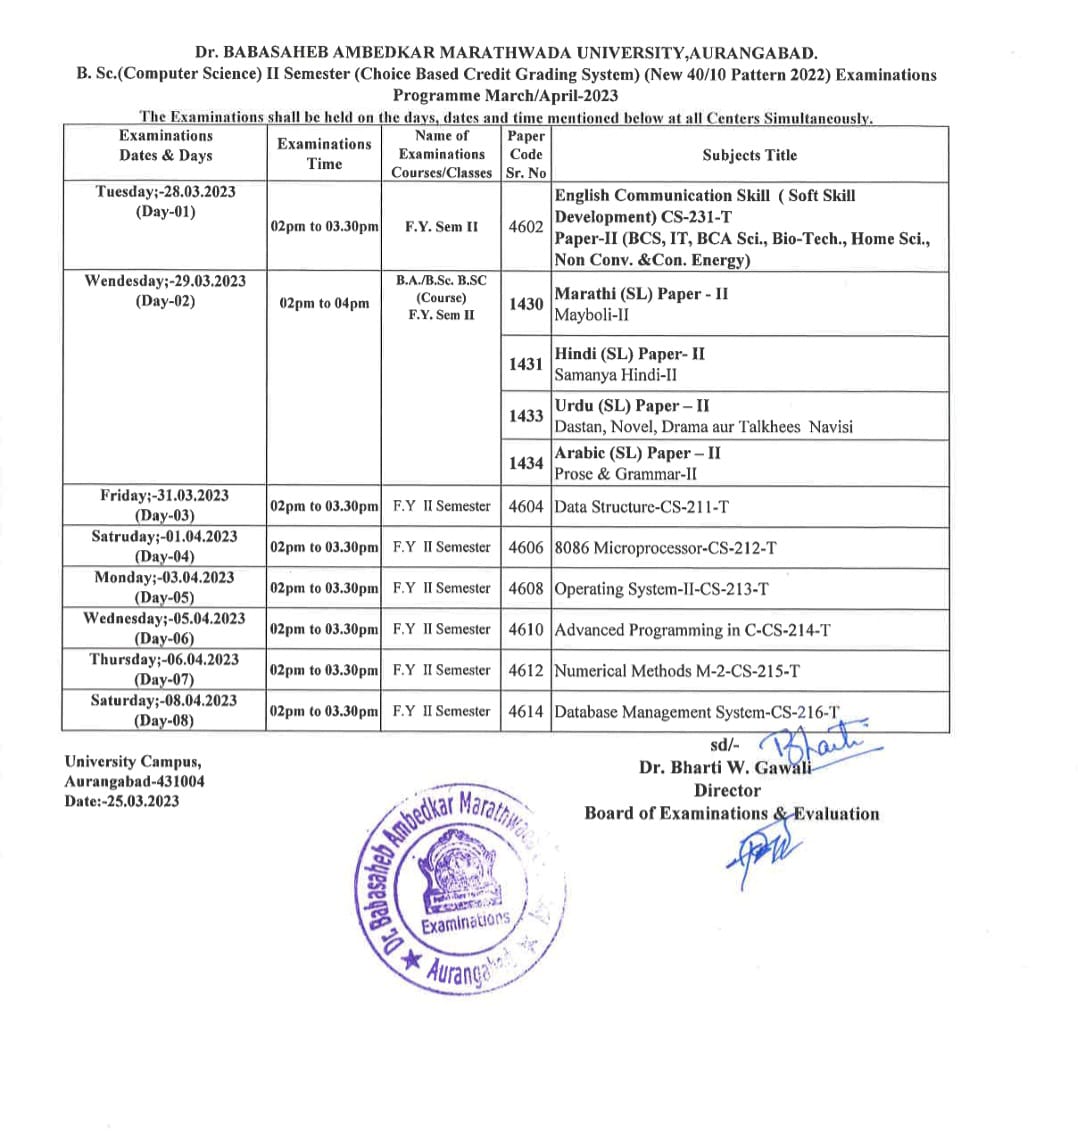 Dr. BABASAHEB AMBEDKAR MARATHWADA UNIVERSITY,AURANGABAD.
B. Sc.(Computer Science) II Semester (Choice Based Credit Grading System) (New 40/10 Pattern 2022) Examinations
Programme March/April-2023
The Examinations shall be held on the days, dates and time mentioned below at all Centers Simultaneously.
Examinations
Dates & Days
Examinations
Time
Name of
Examinations
Courses/Classes
Paper
Code
Sr. No
Subjects Title
Tuesday;-28.03.2023
(Day-01)
02pm to 03.30pm
F.Y. Sem II
4602
English Communication Skill ( Soft Skill
Development) CS-231-T
Paper-II (BCS, IT, BCA Sci., Bio-Tech., Home Sci.,
Non Conv. &Con. Energy)
Wendesday;-29.03.2023
(Day-02)
02pm to 04pm
B.A./B.Sc. B.SC
(Course)
F.Y. Sem II
1430
Marathi (SL) Paper - II
Mayboli-II
1431
Hindi (SL) Paper- II
Samanya Hindi-II
1433
Urdu (SL) Paper – II
Dastan, Novel, Drama aur Talkhees Navisi
1434
Arabic (SL) Paper – II
Prose & Grammar-II
Friday;-31.03.2023
(Day-03)
02pm to 03.30pm
F.Y II Semester
4604
Data Structure-CS-211-T
Satruday;-01.04.2023
(Day-04)
02pm to 03.30pm
F.Y II Semester
4606
8086 Microprocessor-CS-212-T
Monday;-03.04.2023
(Day-05)
02pm to 03.30pm
F.Y II Semester
4608
Operating System-II-CS-213-T
Wednesday;-05.04.2023
(Day-06)
02pm to 03.30pm
F.Y II Semester
4610
Advanced Programming in C-CS-214-T
Thursday;-06.04.2023
(Day-07)
02pm to 03.30pm
F.Y II Semester
4612
Numerical Methods M-2-CS-215-T
Saturday;-08.04.2023
(Day-08)
02pm to 03.30pm
F.Y II Semester
4614
Database Management System-CS-216-T
sd/-
Bharti
Dr. Bharti W. Gawali
Director
Board of Examinations & Evaluation
University Campus,
Aurangabad-431004
Date:-25.03.2023
Dr. Babasaheb Ambedkar Marathwada
Examinations
Aurangabad